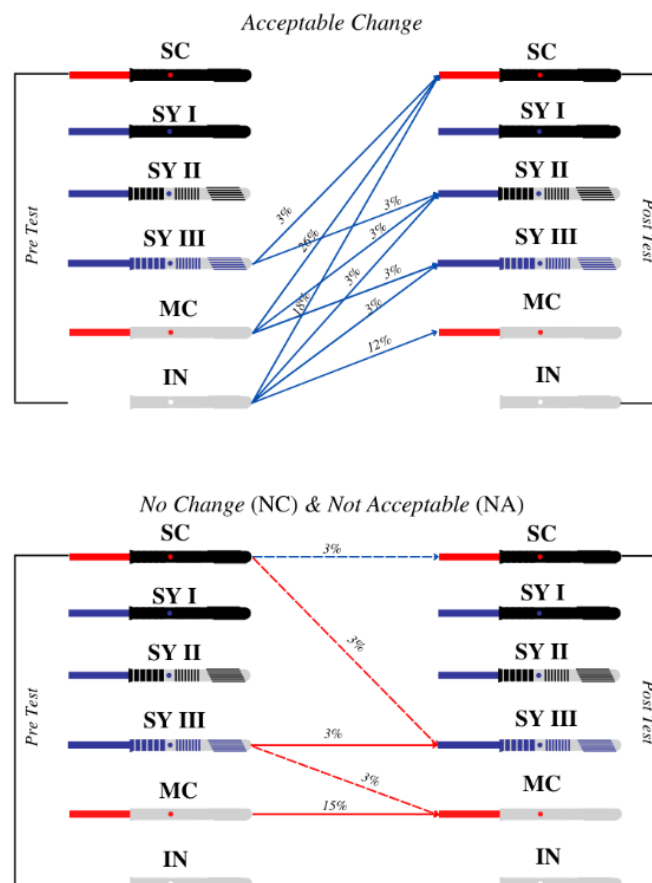 Acceptable Change
SC
SC
SY I
SY I
SY II
SY II
3%
3%
Pre Test
Post Test
SY III
26%
3%
SY III
3%
3%
18%
3%
MC
MC
12%
IN
IN
No Change (NC) & Not Acceptable (NA)
SC
SC
3%
SY I
SY I
3%
SY II
SY II
Pre Test
Post Test
SY III
3%
SY III
3%
MC
MC
15%
IN
IN